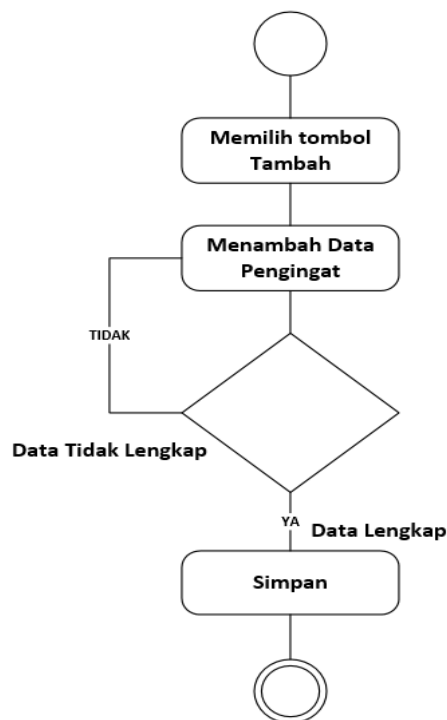 Memilih tombol
Tambah
Menambah Data
Pengingat
TIDAK
Data Tidak Lengkap
YA
Data Lengkap
Simpan